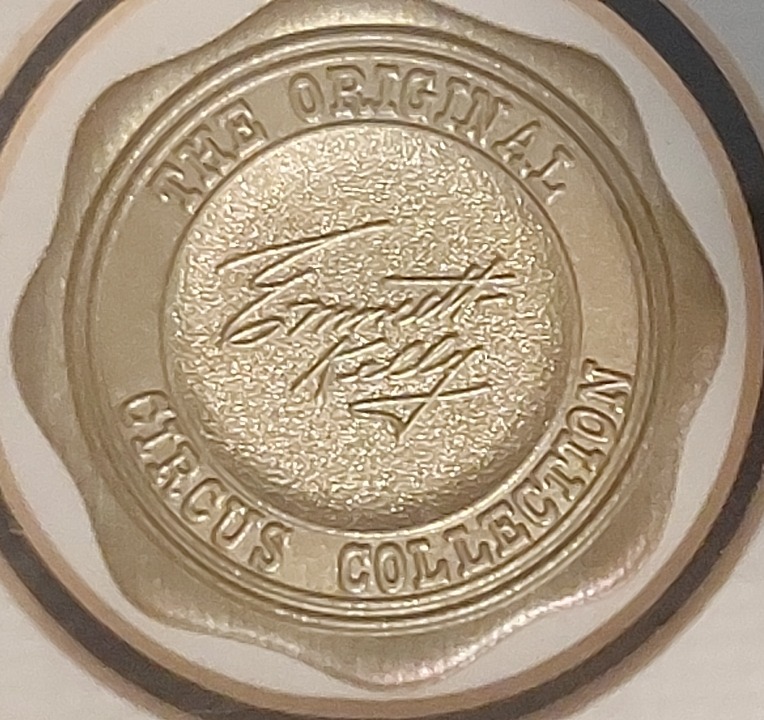 THE ORIGINAL
Emmett
Kelly
CIRCUS COLLECTION